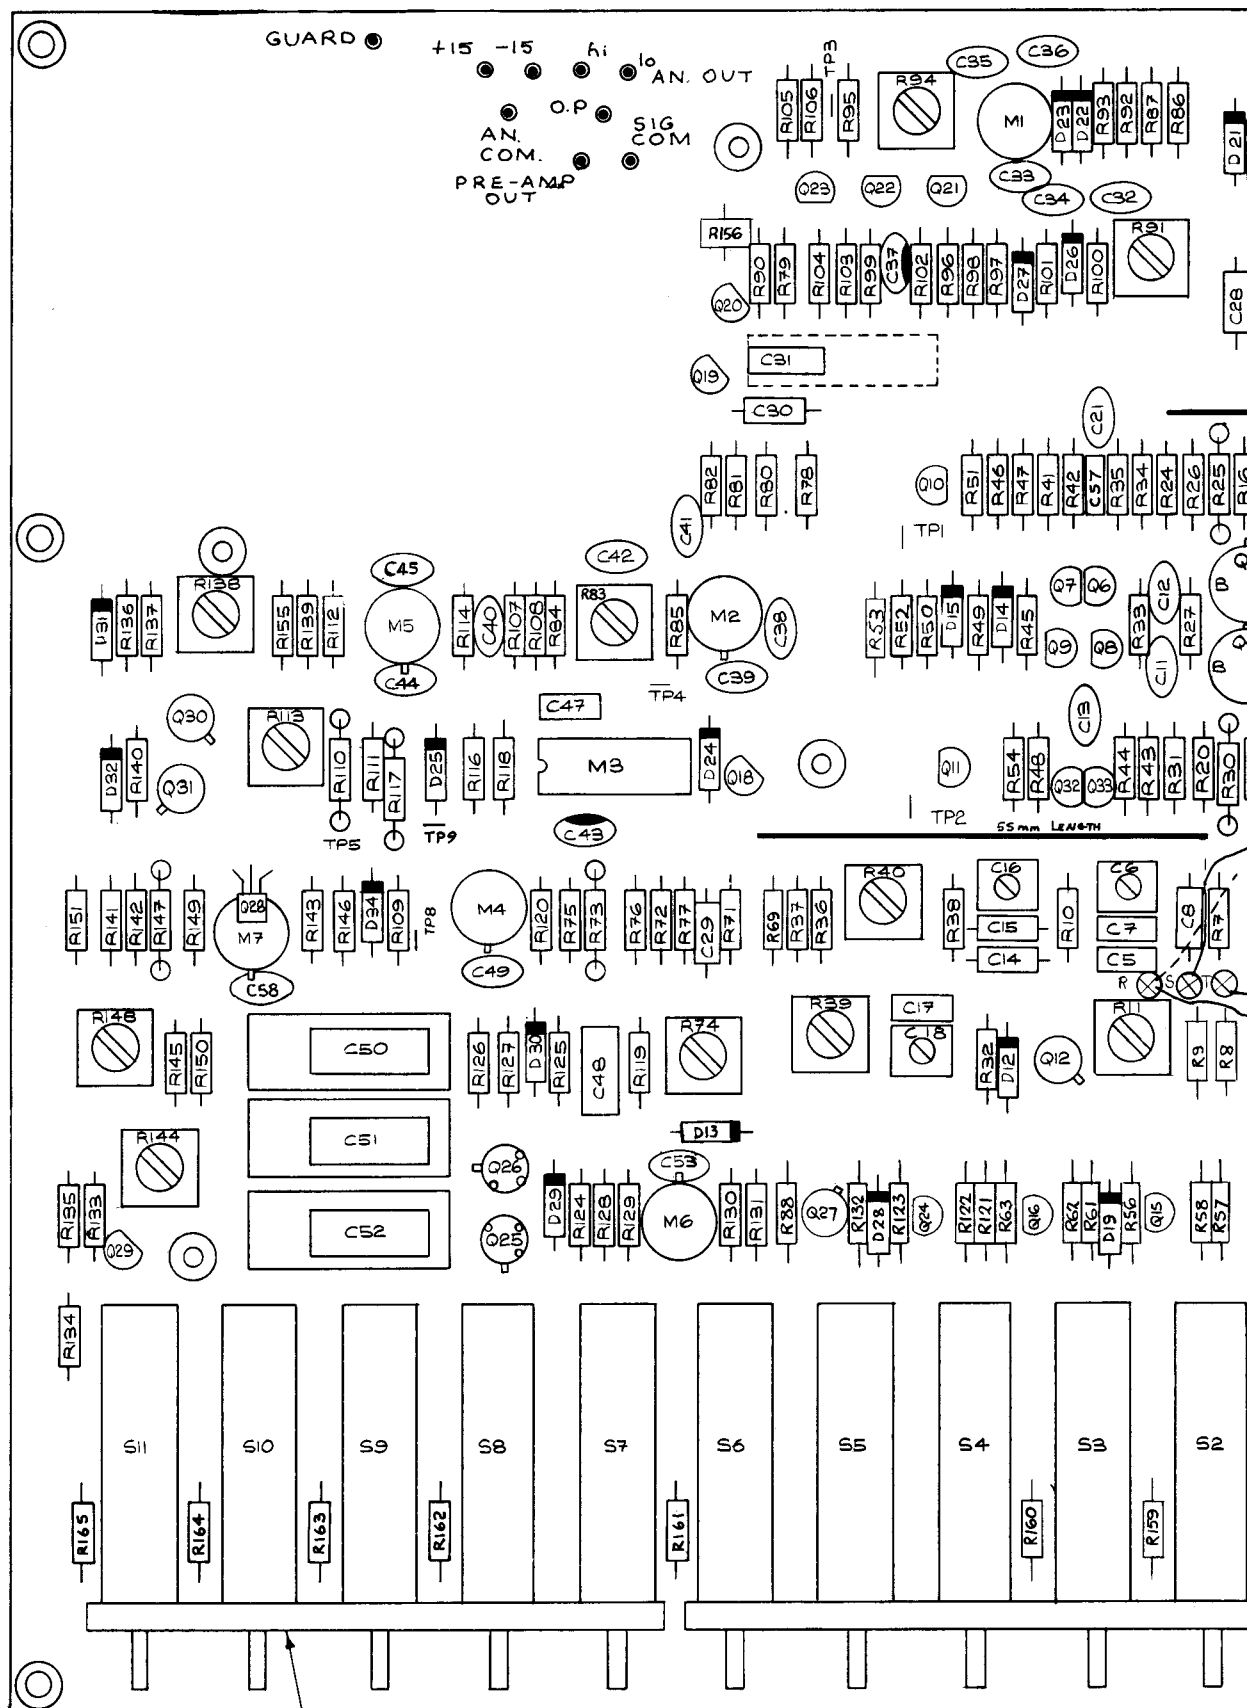 GUARD
+15 -15 hi lo
AN. OUT
O.P
AN. COM.
SIG COM
PRE-AMP OUT
TP3
R105 R106 R95 R94 C35 C36 M1 D23 D22 R93 R92 R87 R86 D21
Q23 Q22 Q21 C33 C34 C32
R156 R90 R79 R104 R103 R99 C37 R102 R96 R98 R97 D27 R101 D26 R100 R91 C28
Q20
C31
Q19
C30
C21
R82 R81 R80 R78 Q10 R51 R46 R47 R41 R42 C57 R35 R34 R24 R26 R25 R16
C41
TP1
C42
C45
R138
R83
D31 R136 R137 R155 R139 R112 M5 R114 C40 R107 R108 R84 R85 M2 C38 R53 R52 R50 D15 R49 D14 R45 Q7 Q6 R33 C12 R27 B
Q9 Q8 C11 B
C44 C39
TP4
C47
C13
Q30 R113
D32 R140 Q31 R110 R111 R117 D25 R116 R118 M3 D24 Q18 Q11 R54 R48 Q32 Q33 R44 R43 R31 R20 R30
TP2
TP5 TP9 C43
55mm LENGTH
R151 R141 R142 R147 R149 Q28 M7 R143 R146 D34 R109 TP8 M4 R120 R75 R73 R76 R72 R77 C29 R71 R69 R37 R36 R40 R38 C16 C15 C14 R10 C6 C7 C5 C8 R7
C58 C49
R S T
R148 R145 R150 C50 R126 R127 D30 R125 C48 R119 R74 R39 C17 C18 R32 D12 Q12 R11 R9 R8
R144 C51 D13
Q26 C53
R135 R133 Q29 C52 Q25 D29 R124 R128 R129 M6 R130 R131 R88 Q27 R132 D28 R123 Q24 R122 R121 R63 Q16 R62 R61 D19 R56 Q15 R58 R57
R134
S11 S10 S9 S8 S7 S6 S5 S4 S3 S2
R165 R164 R163 R162 R161 R160 R159